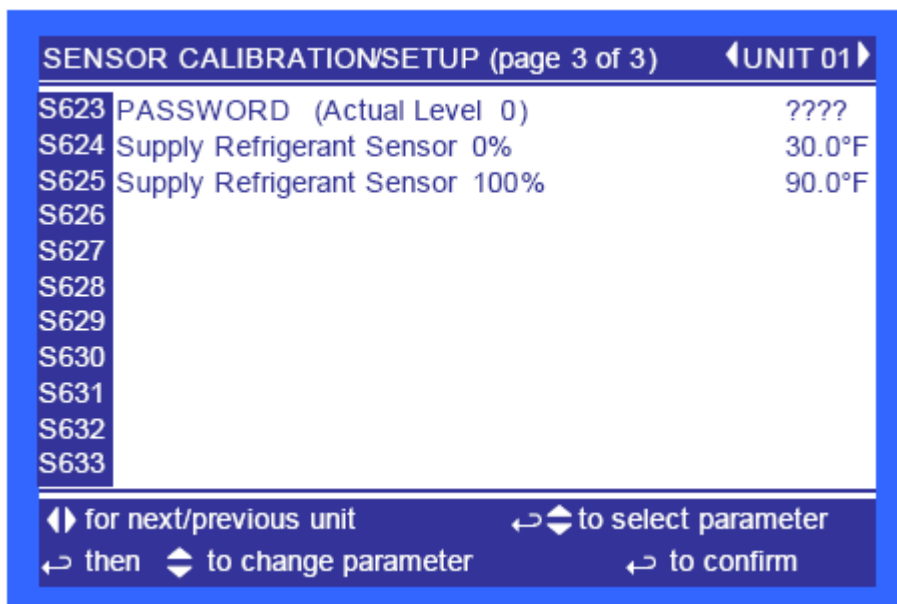 SENSOR CALIBRATION/SETUP (page 3 of 3) UNIT 01
S623 PASSWORD (Actual Level 0) ????
S624 Supply Refrigerant Sensor 0% 30.0°F
S625 Supply Refrigerant Sensor 100% 90.0°F
S626
S627
S628
S629
S630
S631
S632
S633
for next/previous unit to select parameter
then to change parameter to confirm